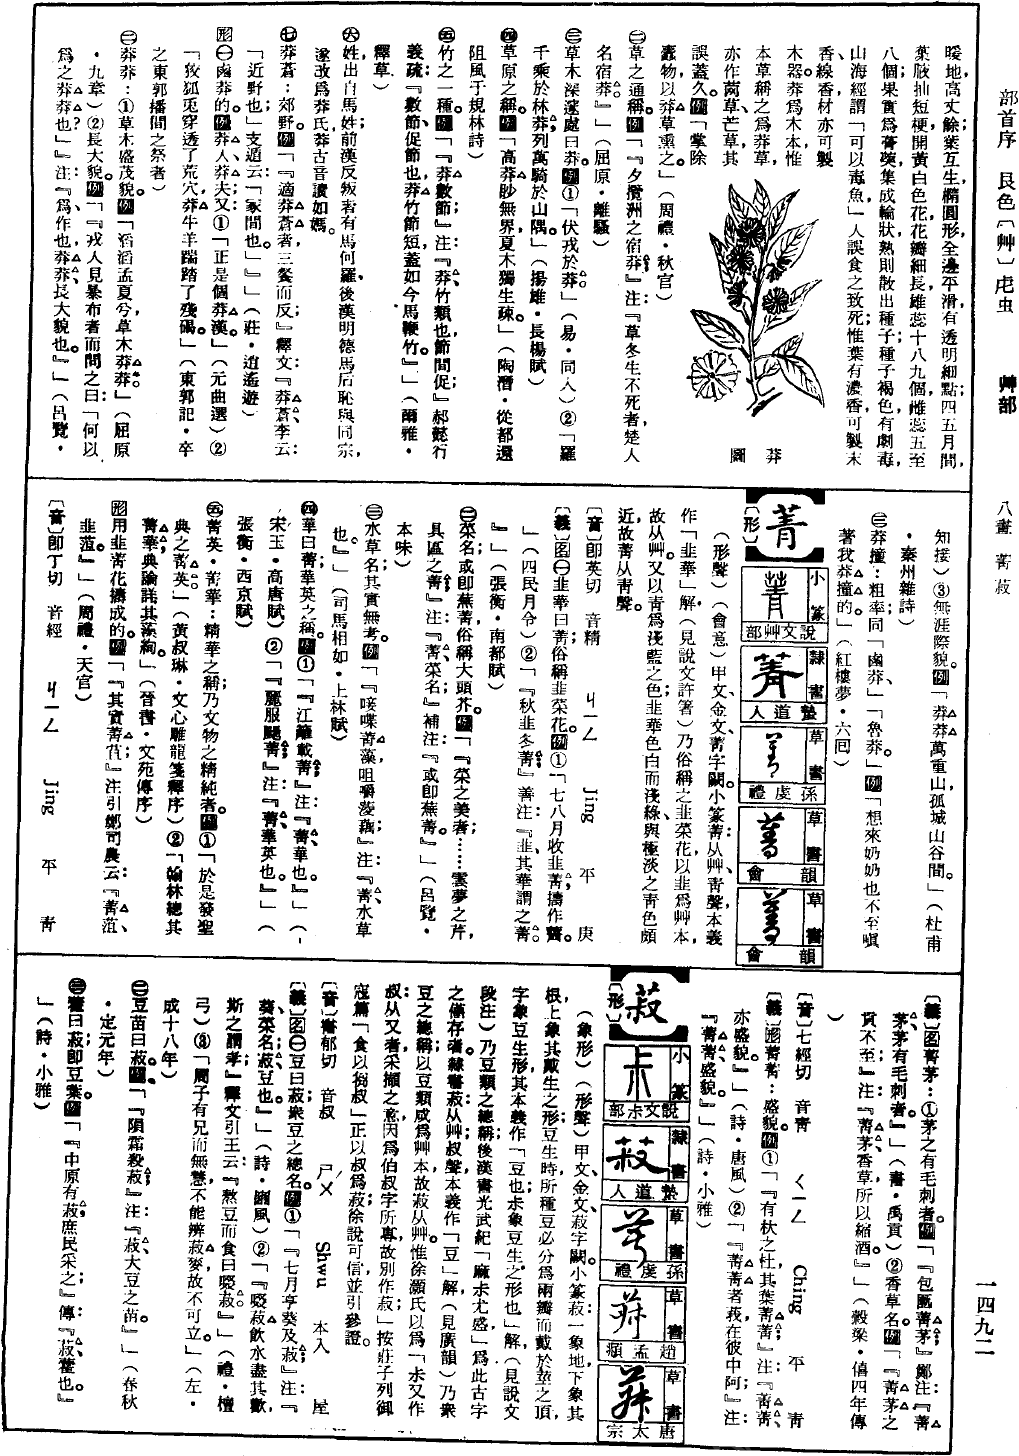 部首序 艮色〔艸〕虍虫 艸部 八畫 菁菽 一四九二
暖,地高丈餘,葉互生,橢圓形,全邊平滑,有透明細點;四五月間,
葉腋抽短梗,開黃白色花,花瓣細長,雄蕊十八九個,雌蕊五至
八個;果實爲蓇葖,集成輪狀,熟則散出種子;種子褐色有劇毒,
山海經謂「可以毒魚」,人誤食之致死;惟葉有濃香,可製末
香線香,材亦可製
木器。莽爲木本,惟
本草稱之爲莽草,
亦作䒽草芒草,其
誤蓋久。例「掌除
蠹物以莽草熏之。」(周禮・秋官)
莽圖
㊁草之通稱。例「『夕攬洲之宿莽』注:『草冬生不死者,楚人
名宿莽』」(屈原・離騷)
㊂草木深邃處曰莽。例①「伏戎於莽。」(易・同人)②「羅
千乘於林莽,列萬騎於山隅。」(揚雄・長楊賦)
㊃草原之稱。例「高莽眇無界,夏木獨生疎。」(陶潛・從都還
阻風于規林詩)
㊄竹之一種。例「『莽,數節』注:『莽,竹類也,節間促』郝懿行
義疏:『數節,促節也,莽竹節短,蓋如今馬鞭竹。』」(爾雅・
釋草)
㊅姓,出自馬姓,前漢反叛者有馬何羅,後漢明德馬后恥與同宗,
遂改爲莽氏,莽古音讀如媽。
㊆莽蒼:郊野。例「『適莽蒼者三餐而反』釋文:『莽蒼,李云:
「近野也」,支遁云:「冢間也。」』」(莊・逍遙遊)
形㊀鹵莽的。例莽人、莽夫,又①「正是個莽漢。」(元曲選)②
「狡狐兎穿透了荒穴,莽牛羊踹踏了殘碣。」(東郭記・卒
之東郭播間之祭者)
㊁莽莽:①草木盛茂貌。例「滔滔孟夏兮,草木莽莽。」(屈原
・九章)②長大貌。例「『戎人見暴布者而問之曰:「何以
爲之莽莽也?」』注:『爲,作也,莽莽,長大貌也。』」(呂覽・
知接)③無涯際貌。例「莽莽萬重山,孤城山谷間。」(杜甫
・秦州雜詩)
㊂莽撞:粗率,同「鹵莽」、「魯莽。」例「想來奶奶也不至嗔
著我莽撞的。」(紅樓夢・六回)
菁
小篆 說文艸部
隸書 蟄道人
草書 孫虔禮
草書 韻會
草書 韻會
〔形〕
(形聲)(會意)甲文、金文菁字闕。小篆菁从艸,靑聲,本義
作「韭華」解(見說文許箸)乃俗稱之韭菜花,以韭爲艸本,
故从艸。又以靑爲淺藍之色;韭華色白而淺綠,與極淡之靑色頗
近,故菁从靑聲。
〔音〕卽英切 音精 ㄐㄧㄥ Jing 平 庚
〔義〕名㊀韭華曰菁;俗稱韭菜花。例①「七八月收韭菁,擣作虀。
」(四民月令)②「『秋韭冬菁』善注:『韭,其華謂之菁。
』」(張衡・南都賦)
㊁菜名,或卽蕪菁,俗稱大頭芥。例「『菜之美者……雲夢之芹,
具區之菁』注:『菁,菜名』補注:『或卽蕪菁。』」(呂覽・
本味)
㊂水草名,其實無考。例「『唼喋菁藻,咀嚼菱藕』注:『菁,水草
也。』」(司馬相如・上林賦)
㊃華曰菁;華英之稱。例①「『江離載菁』注:『菁,華也。』」(
宋玉・高唐賦)②「『麗服颺菁』注:『菁,華英也。』」(
張衡・西京賦)
㊄菁英・菁華:精華之稱,乃文物之精純者。例①「於是發聖
典之菁英」(黃叔琳・文心雕龍箋釋序)②「翰林總其
菁華,典論詳其藻絢」(晉書・文苑傳序)
形用韭菁花擣成的。例「『其實菁菹』注引鄭司農云:『菁菹,
韭菹。』」(周禮・天官)
〔音〕卽丁切 音經 ㄐㄧㄥ Jing 平 靑
〔義〕名菁茅:①茅之有毛刺者。例「『包匭菁茅』鄭注:『菁
茅,茅有毛刺者。』」(書・禹貢)②香草名。例「『菁茅之
貢不至』注:『菁茅,香草,所以縮酒。』」(穀梁・僖四年傳
)
〔音〕七經切 音靑 ㄑㄧㄥ Ching 平 靑
〔義〕形菁菁:盛貌。例①「『有杕之杜,其葉菁菁』注:『菁菁,
亦盛貌。』」(詩・唐風)②「『菁菁者莪,在彼中阿』注:
『菁菁,盛貌。』」(詩・小雅)
菽
小篆 說文尗部
隸書 蟄道人
草書 孫虔禮
草書 趙孟頫
草書 唐太宗
〔形〕
(象形)(形聲)甲文、金文菽字闕。小篆菽一象地,下象其
根,上象其戴生之形;豆生時,所種豆必分爲兩瓣而戴於莖之頂,
字象豆生形,其本義作「豆也,尗象豆生之形也」解(見說文
段注)乃豆類之總稱;後漢書光武紀「麻尗尤盛」,爲此古字
之僅存者。隸書菽从艸,叔聲,本義作「豆」解(見廣韻)乃衆
豆之總稱,以豆類咸爲艸本,故菽从艸。惟徐灝氏以爲「尗又作
叔,从又者,采擷之意,因爲伯叔字所專,故別作菽」,按莊子列御
寇篇「食以芻叔」,正以叔爲菽,徐說可信,並引參證。
〔音〕書郁切 音叔 ㄕㄨˊ Shwu 本入 屋
〔義〕名㊀豆曰菽;衆豆之總名。例①「『七月亨葵及菽』注:『
葵,菜名,菽,豆也。』」(詩・豳風)②「『啜菽飲水盡其歡,
斯之謂孝』釋文引王云:『熬豆而食曰啜菽。』」(禮・檀
弓)③「周子有兄而無慧,不能辨菽麥,故不可立。」(左・
成十八年)
㊁豆苗曰菽。例「『隕霜殺菽』注:『菽,大豆之苗。』」(春秋
・定元年)
㊂藿曰菽,卽豆葉。例「『中原有菽,庶民采之』傳:『菽,藿也。』
」(詩・小雅)